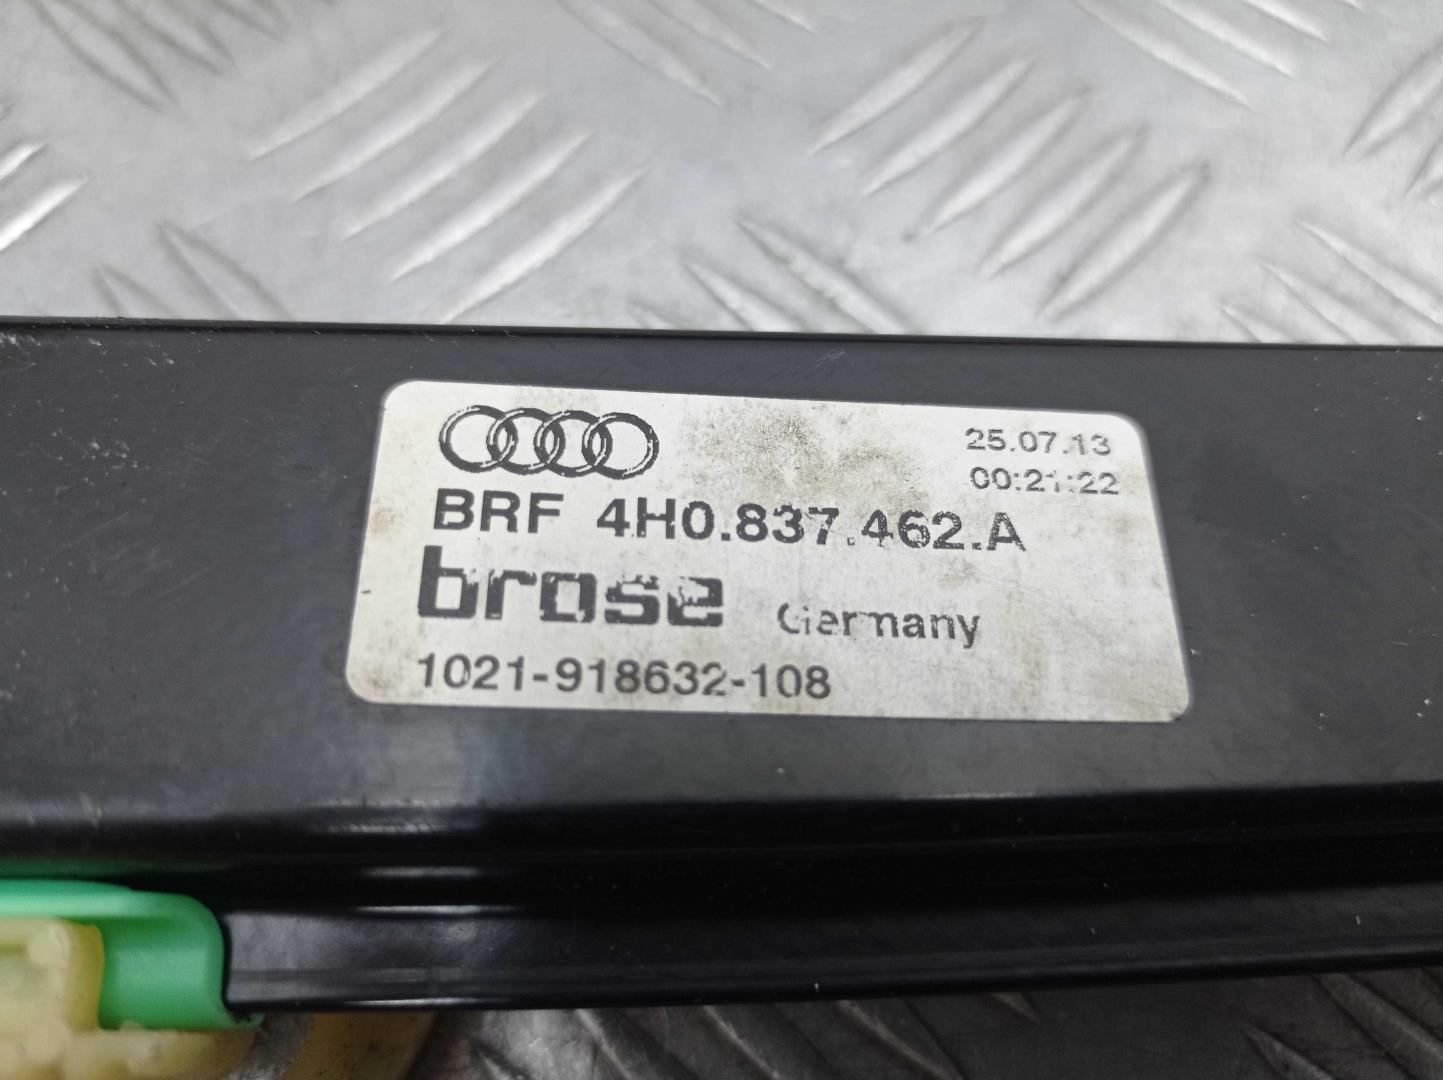 25.07.13
00:21:22
BRF 4H0.837.462.A
brose Germany
1021-918632-108